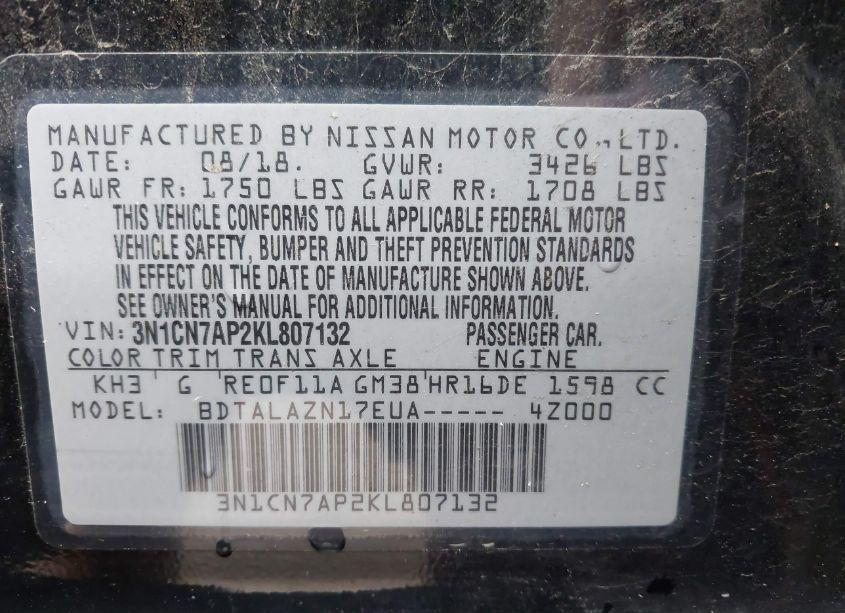 MANUFACTURED BY NISSAN MOTOR CO., LTD.
DATE: 08/18. GVWR: 3426 LBS
GAWR FR: 1750 LBS GAWR RR: 1708 LBS
THIS VEHICLE CONFORMS TO ALL APPLICABLE FEDERAL MOTOR
VEHICLE SAFETY, BUMPER AND THEFT PREVENTION STANDARDS
IN EFFECT ON THE DATE OF MANUFACTURE SHOWN ABOVE.
SEE OWNER'S MANUAL FOR ADDITIONAL INFORMATION.
VIN: 3N1CN7AP2KL807132 PASSENGER CAR.
COLOR TRIM TRANS AXLE ENGINE
KH3 G RE0F11A GM38 HR16DE 1598 CC
MODEL: BDTALAZN17EUA----- 4Z000
3N1CN7AP2KL807132